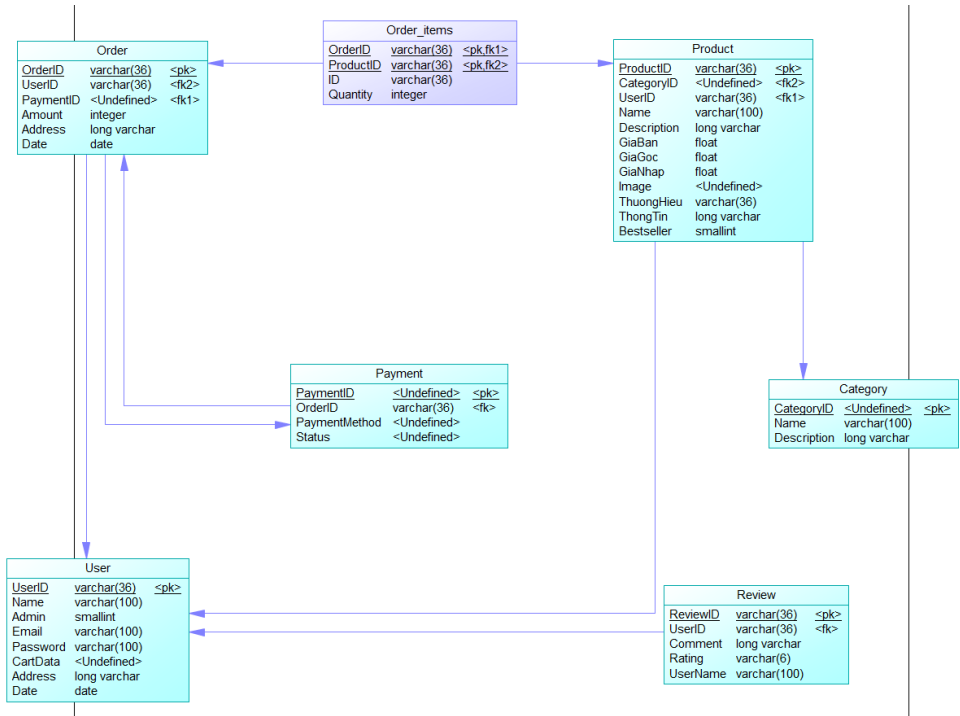 Order
OrderID varchar(36) <pk>
UserID varchar(36) <fk2>
PaymentID <Undefined> <fk1>
Amount integer
Address long varchar
Date date
Order_items
OrderID varchar(36) <pk,fk1>
ProductID varchar(36) <pk,fk2>
ID varchar(36)
Quantity integer
Product
ProductID varchar(36) <pk>
CategoryID <Undefined> <fk2>
UserID varchar(36) <fk1>
Name varchar(100)
Description long varchar
GiaBan float
GiaGoc float
GiaNhap float
Image <Undefined>
ThuongHieu varchar(36)
ThongTin long varchar
Bestseller smallint
Payment
PaymentID <Undefined> <pk>
OrderID varchar(36) <fk>
PaymentMethod <Undefined>
Status <Undefined>
Category
CategoryID <Undefined> <pk>
Name varchar(100)
Description long varchar
User
UserID varchar(36) <pk>
Name varchar(100)
Admin smallint
Email varchar(100)
Password varchar(100)
CartData <Undefined>
Address long varchar
Date date
Review
ReviewID varchar(36) <pk>
UserID varchar(36) <fk>
Comment long varchar
Rating varchar(6)
UserName varchar(100)